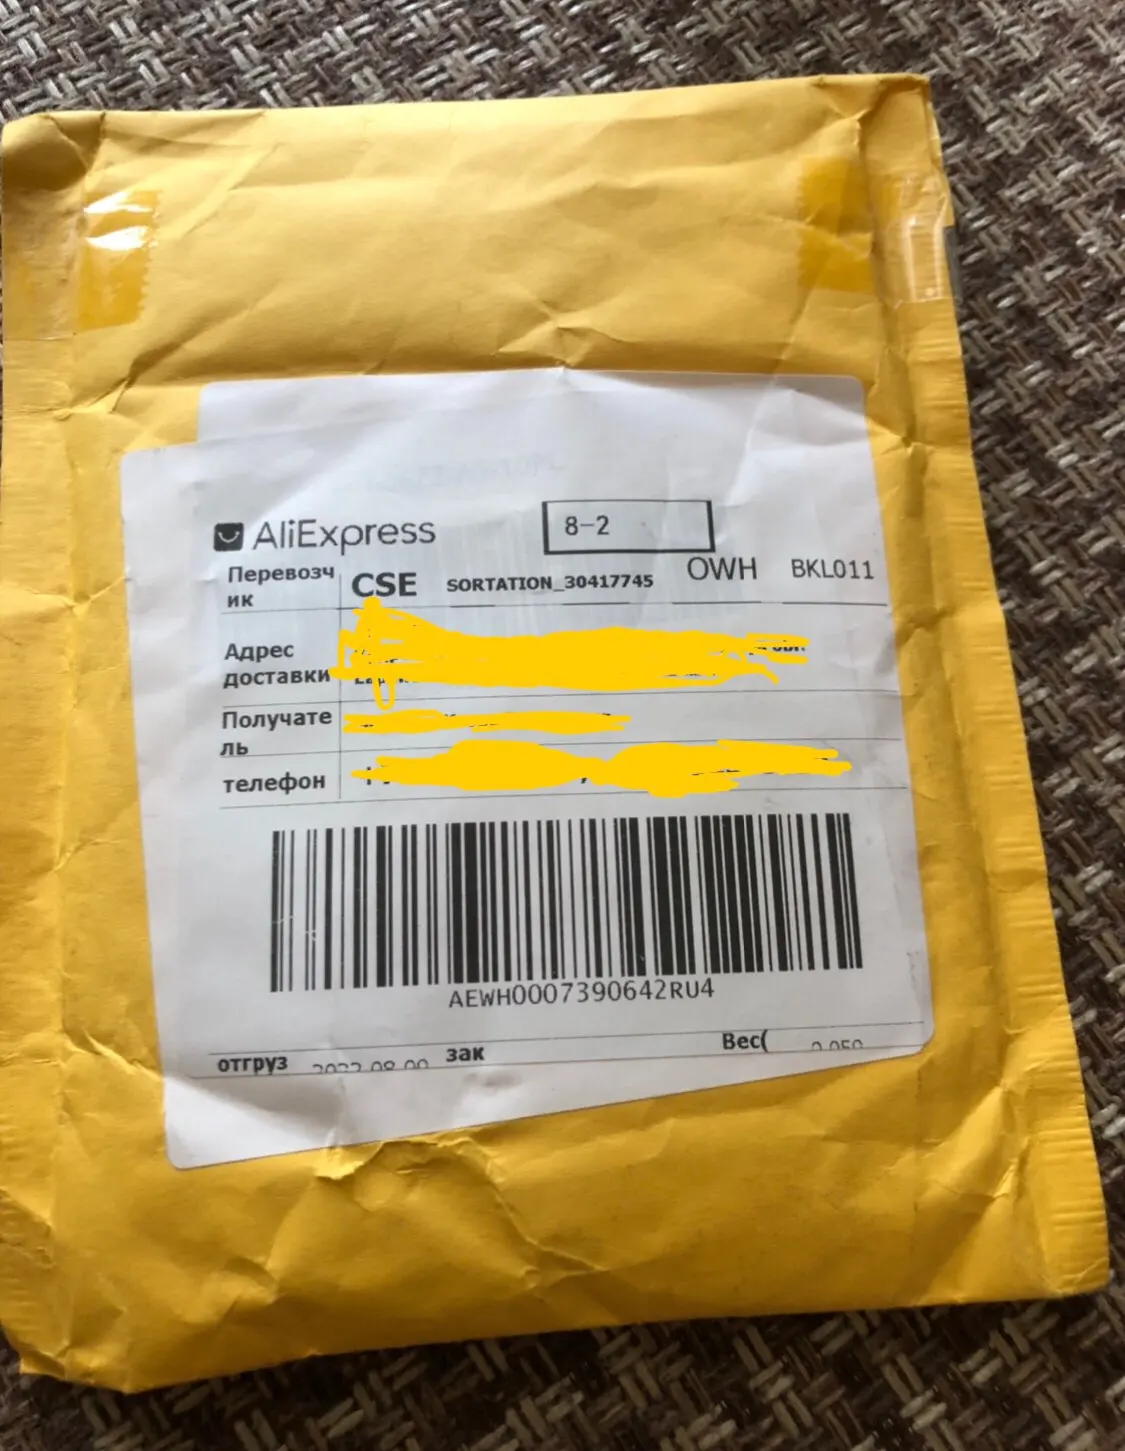 AliExpress
8-2
Перевозч
ик
CSE SORTATION_30417745 OWH BKL011
Адрес
доставки
Получате
ль
телефон
AEWH0007390642RU4
отгруз зак Вес(